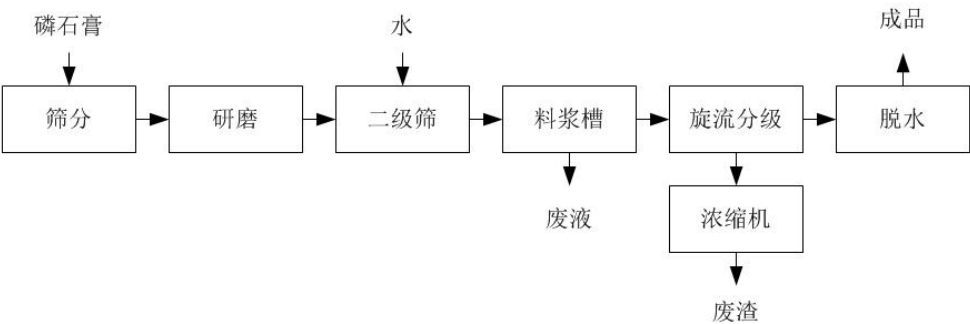 磷石膏
水
成品
筛分
研磨
二级筛
料浆槽
旋流分级
脱水
废液
浓缩机
废渣